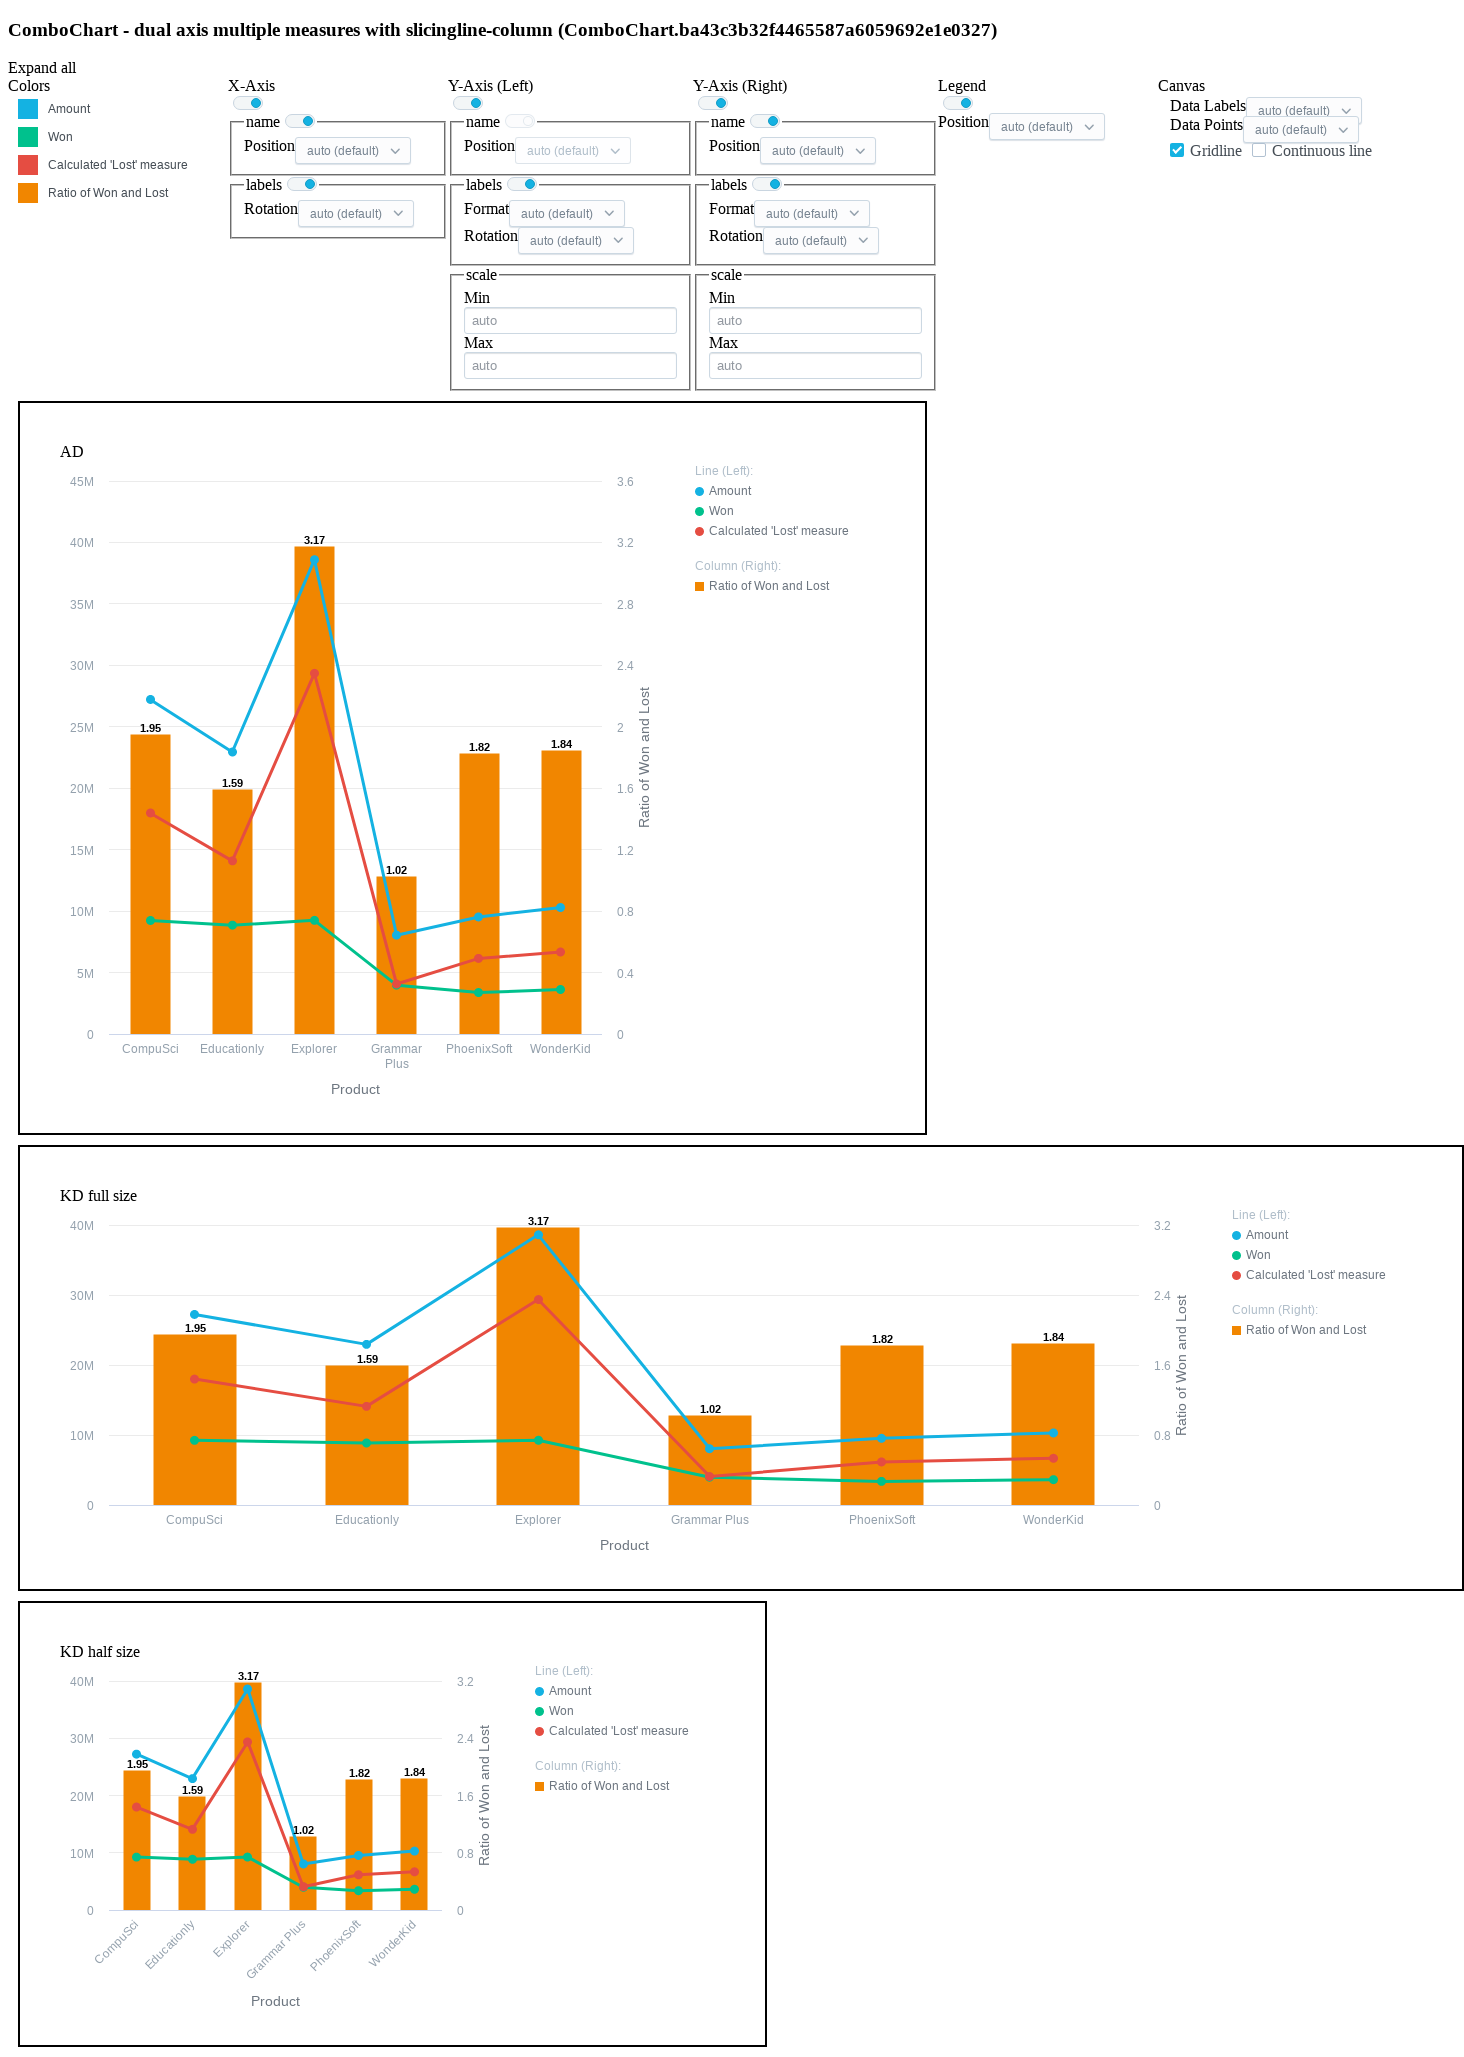 ComboChart - dual axis multiple measures with slicingline-column (ComboChart.ba43c3b32f4465587a6059692e1e0327)
Expand all
Colors
Amount
Won
Calculated 'Lost' measure
Ratio of Won and Lost
X-Axis
name
Position auto (default)
labels
Rotation auto (default)
Y-Axis (Left)
name
Position auto (default)
labels
Format auto (default)
Rotation auto (default)
scale
Min
auto
Max
auto
Y-Axis (Right)
name
Position auto (default)
labels
Format auto (default)
Rotation auto (default)
scale
Min
auto
Max
auto
Legend
Position auto (default)
Canvas
Data Labels auto (default)
Data Points auto (default)
Gridline Continuous line
AD
45M
40M
35M
30M
25M
20M
15M
10M
5M
0
3.6
3.2
2.8
2.4
2
1.6
1.2
0.8
0.4
0
1.95
1.59
3.17
1.02
1.82
1.84
CompuSci
Educationly
Explorer
Grammar
Plus
PhoenixSoft
WonderKid
Product
Ratio of Won and Lost
Line (Left):
Amount
Won
Calculated 'Lost' measure
Column (Right):
Ratio of Won and Lost
KD full size
40M
30M
20M
10M
0
3.2
2.4
1.6
0.8
0
1.95
1.59
3.17
1.02
1.82
1.84
CompuSci
Educationly
Explorer
Grammar Plus
PhoenixSoft
WonderKid
Product
Ratio of Won and Lost
Line (Left):
Amount
Won
Calculated 'Lost' measure
Column (Right):
Ratio of Won and Lost
KD half size
40M
30M
20M
10M
0
3.2
2.4
1.6
0.8
0
1.95
1.59
3.17
1.02
1.82
1.84
CompuSci
Educationly
Explorer
Grammar Plus
PhoenixSoft
WonderKid
Product
Ratio of Won and Lost
Line (Left):
Amount
Won
Calculated 'Lost' measure
Column (Right):
Ratio of Won and Lost